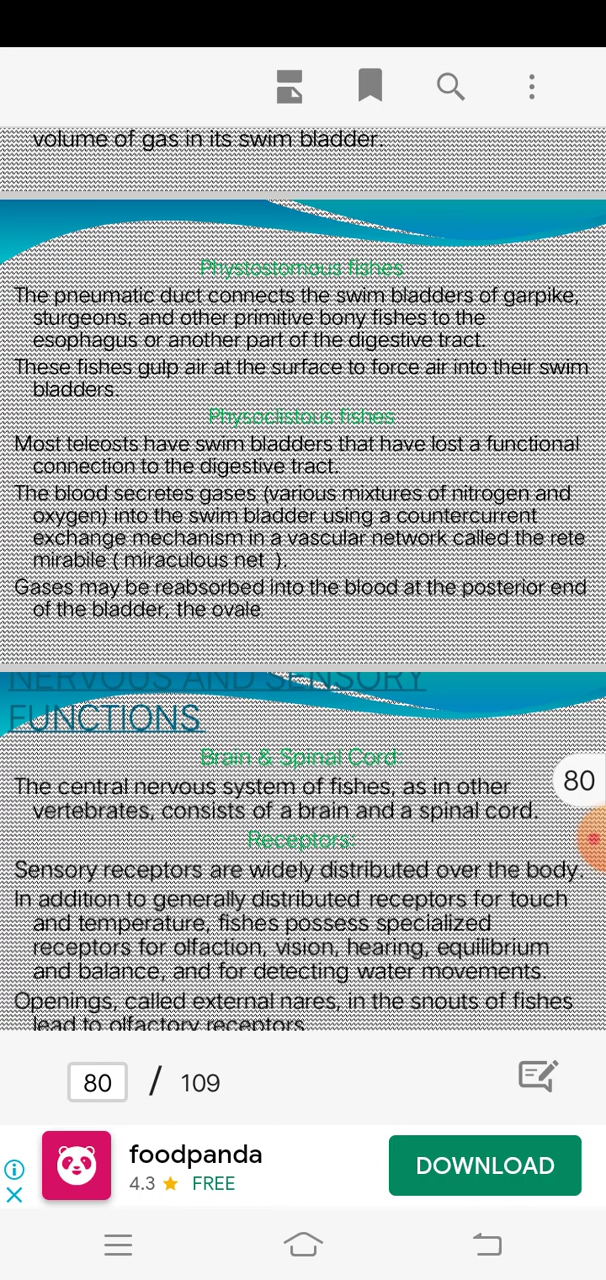 volume of gas in its swim bladder.
Phystostomous fishes
The pneumatic duct connects the swim bladders of garpike,
sturgeons, and other primitive bony fishes to the
esophagus or another part of the digestive tract.
These fishes gulp air at the surface to force air into their swim
bladders.
Physoclistous fishes
Most teleosts have swim bladders that have lost a functional
connection to the digestive tract.
The blood secretes gases (various mixtures of nitrogen and
oxygen) into the swim bladder using a countercurrent
exchange mechanism in a vascular network called the rete
mirabile ( miraculous net ).
Gases may be reabsorbed into the blood at the posterior end
of the bladder, the ovale
NERVOUS AND SENSORY
FUNCTIONS
Brain & Spinal Cord
The central nervous system of fishes, as in other
vertebrates, consists of a brain and a spinal cord.
80
Receptors:
Sensory receptors are widely distributed over the body.
In addition to generally distributed receptors for touch
and temperature, fishes possess specialized
receptors for olfaction, vision, hearing, equilibrium
and balance, and for detecting water movements.
Openings, called external nares, in the snouts of fishes
lead to olfactory receptors.
80 / 109
foodpanda
4.3 ★ FREE
DOWNLOAD